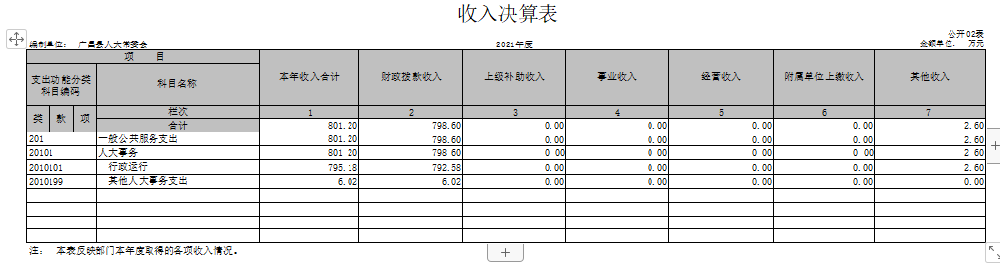 收入决算表
公开02表
编制单位： 广昌县人大常委会 2021年度 金额单位： 万元
项 目 本年收入合计 财政拨款收入 上级补助收入 事业收入 经营收入 附属单位上缴收入 其他收入
支出功能分类科目编码 科目名称
类 款 项 栏次 1 2 3 4 5 6 7
合计 801.20 798.60 0.00 0.00 0.00 0.00 2.60
201 一般公共服务支出 801.20 798.60 0.00 0.00 0.00 0.00 2.60
20101 人大事务 801 20 798 60 0 00 0 00 0 00 0 00 2 60
2010101 行政运行 795.18 792.58 0.00 0.00 0.00 0.00 2.60
2010199 其他人大事务支出 6.02 6.02 0.00 0.00 0.00 0.00 0.00
注： 本表反映部门本年度取得的各项收入情况。